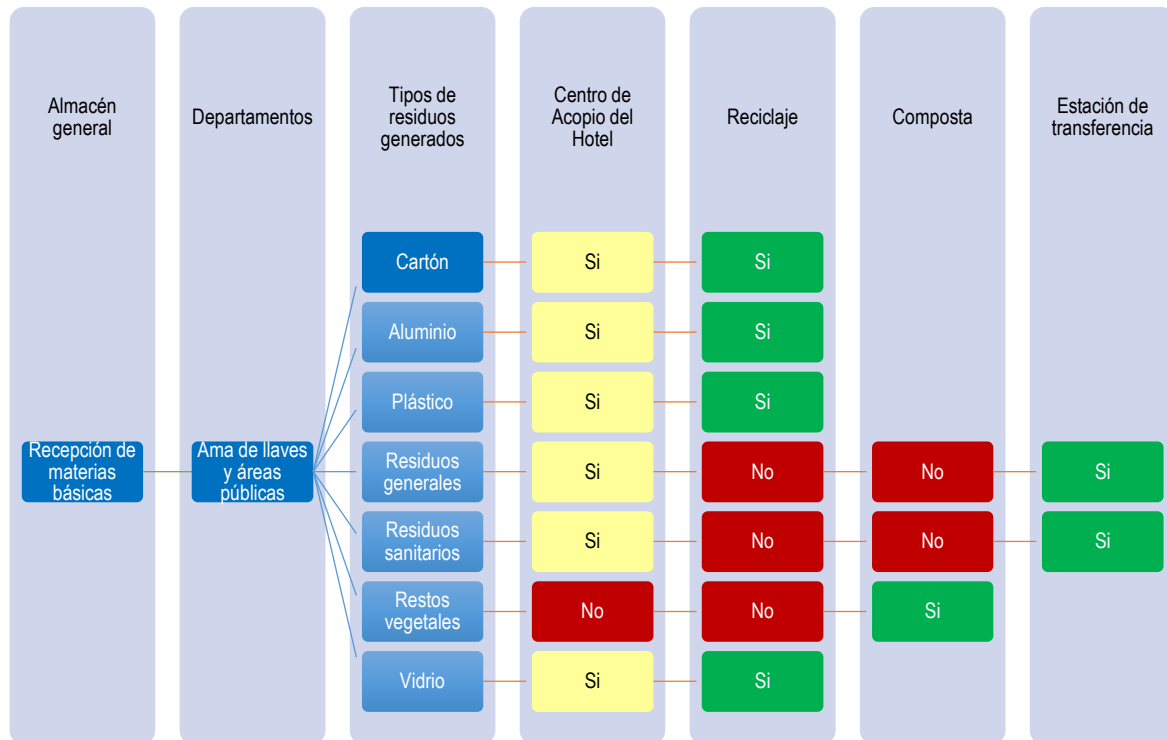 Almacén
general
Departamentos
Tipos de
residuos
generados
Centro de
Acopio del
Hotel
Reciclaje
Composta
Estación de
transferencia
Cartón
Si
Si
Aluminio
Si
Si
Plástico
Si
Si
Recepción de
materias
básicas
Ama de llaves
y áreas
públicas
Residuos
generales
Si
No
No
Si
Residuos
sanitarios
Si
No
No
Si
Restos
vegetales
No
No
Si
Vidrio
Si
Si